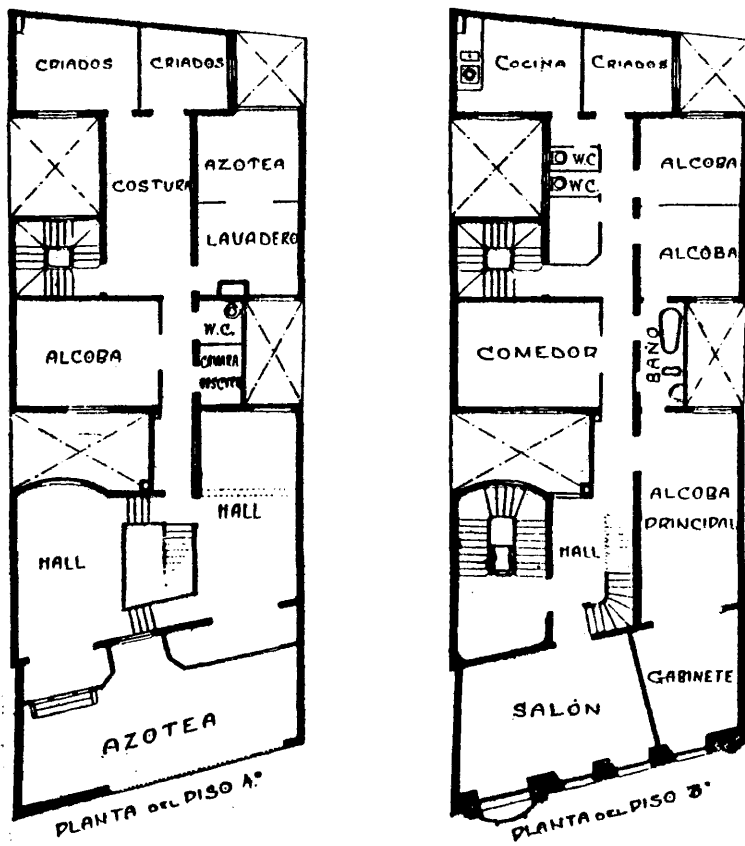 CRIADOS
CRIADOS
COSTURA
AZOTEA
LAVADERO
W.C.
CAMARA
OSCURA
ALCOBA
HALL
HALL
AZOTEA
PLANTA DEL PISO 4.º
COCINA
CRIADOS
W.C.
W.C.
ALCOBA
ALCOBA
COMEDOR
BAÑO
ALCOBA
PRINCIPAL
HALL
GABINETE
SALÓN
PLANTA DEL PISO 3.º